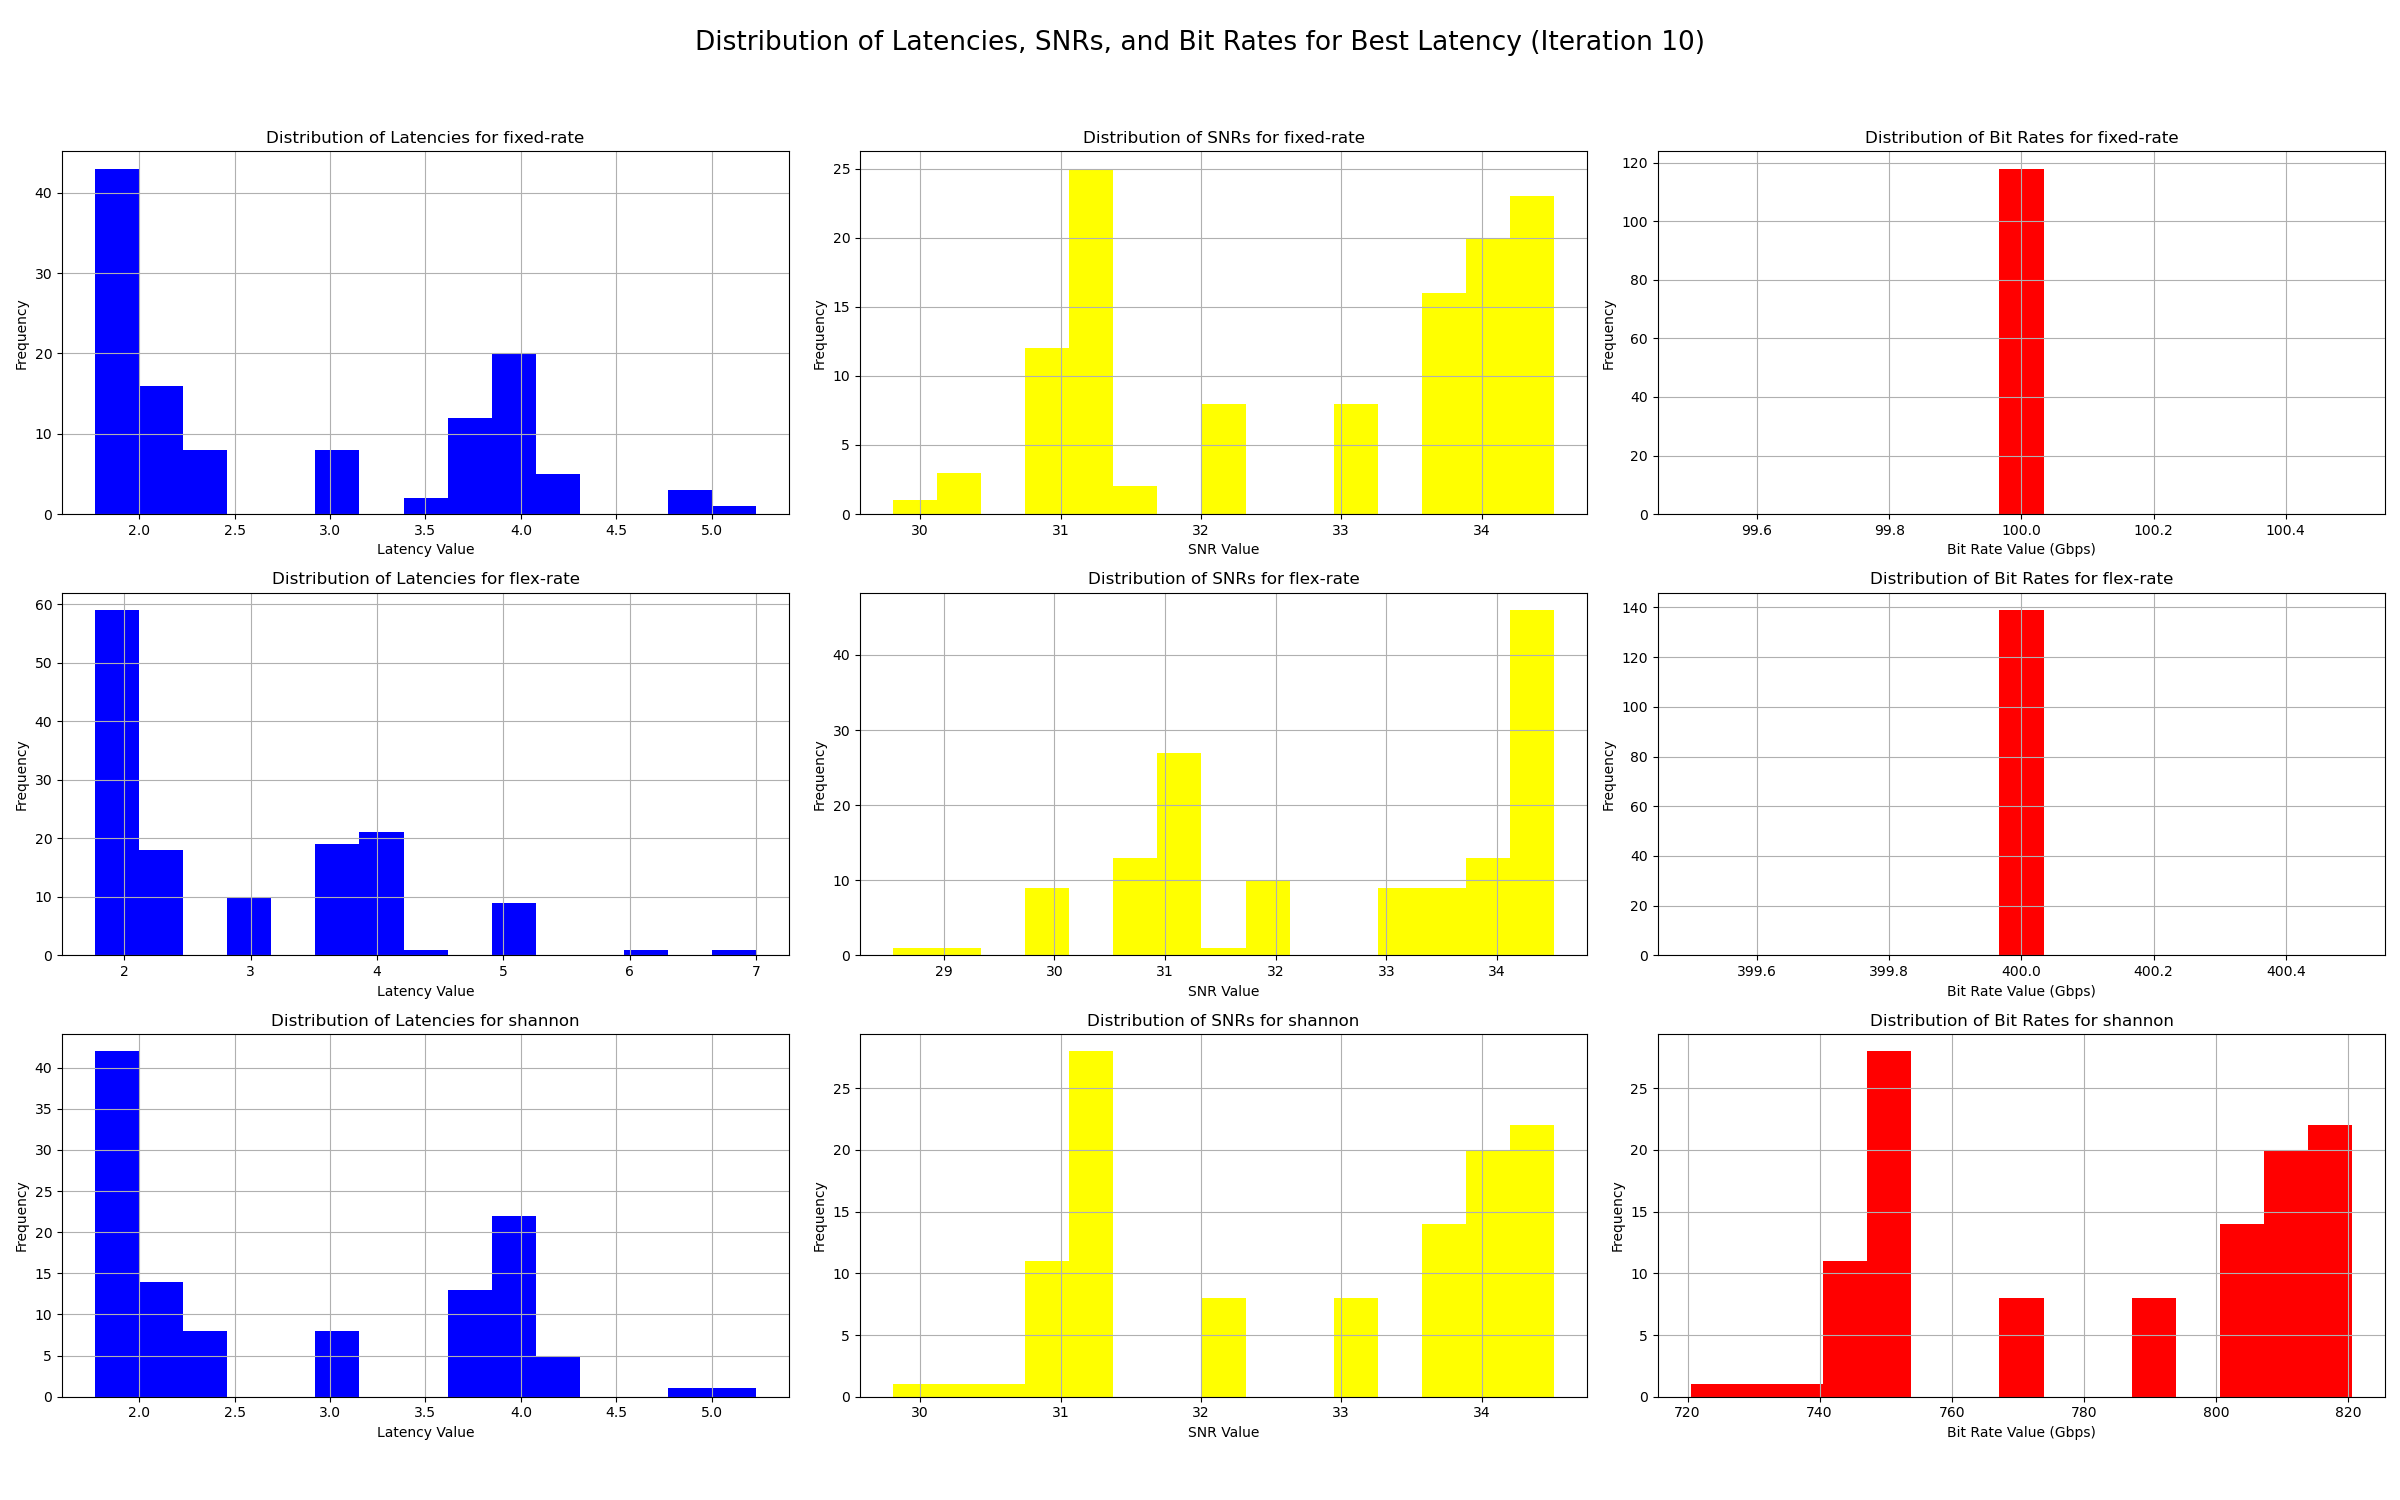 Distribution of Latencies, SNRs, and Bit Rates for Best Latency (Iteration 10)
Distribution of Latencies for fixed-rate
Frequency
40
30
20
10
0
2.0 2.5 3.0 3.5 4.0 4.5 5.0
Latency Value
Distribution of SNRs for fixed-rate
Frequency
25
20
15
10
5
0
30 31 32 33 34
SNR Value
Distribution of Bit Rates for fixed-rate
Frequency
120
100
80
60
40
20
0
99.6 99.8 100.0 100.2 100.4
Bit Rate Value (Gbps)
Distribution of Latencies for flex-rate
Frequency
60
50
40
30
20
10
0
2 3 4 5 6 7
Latency Value
Distribution of SNRs for flex-rate
Frequency
40
30
20
10
0
29 30 31 32 33 34
SNR Value
Distribution of Bit Rates for flex-rate
Frequency
140
120
100
80
60
40
20
0
399.6 399.8 400.0 400.2 400.4
Bit Rate Value (Gbps)
Distribution of Latencies for shannon
Frequency
40
35
30
25
20
15
10
5
0
2.0 2.5 3.0 3.5 4.0 4.5 5.0
Latency Value
Distribution of SNRs for shannon
Frequency
25
20
15
10
5
0
30 31 32 33 34
SNR Value
Distribution of Bit Rates for shannon
Frequency
25
20
15
10
5
0
720 740 760 780 800 820
Bit Rate Value (Gbps)